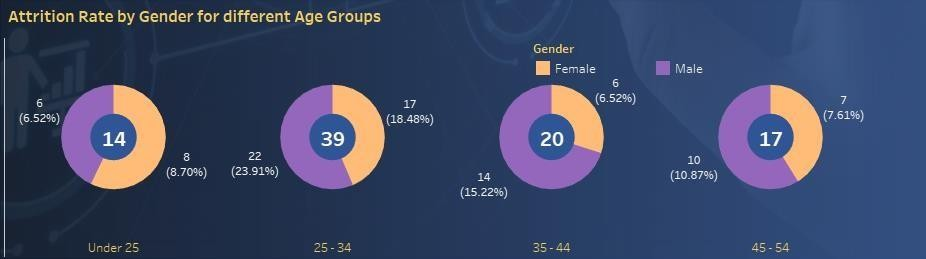 Attrition Rate by Gender for different Age Groups
Gender
Female
Male
6
(6.52%)
14
8
(8.70%)
17
(18.48%)
39
22
(23.91%)
6
(6.52%)
20
14
(15.22%)
7
(7.61%)
17
10
(10.87%)
Under 25
25 - 34
35 - 44
45 - 54